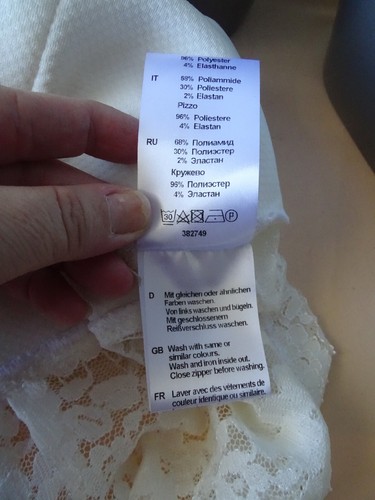 96% Polyester
4% Elasthanne
IT 68% Poliammide
30% Poliestere
2% Elastan
Pizzo
96% Poliestere
4% Elastan
RU 68% Полиамид
30% Полиэстер
2% Эластан
Кружево
96% Полиэстер
4% Эластан
30 P
382749
D Mit gleichen oder ähnlichen
Farben waschen.
Von links waschen und bügeln.
Mit geschlossenem
Reißverschluss waschen.
GB Wash with same or
similar colours.
Wash and iron inside out.
Close zipper before washing.
FR Laver avec des vêtements de
couleur identique ou similaire.